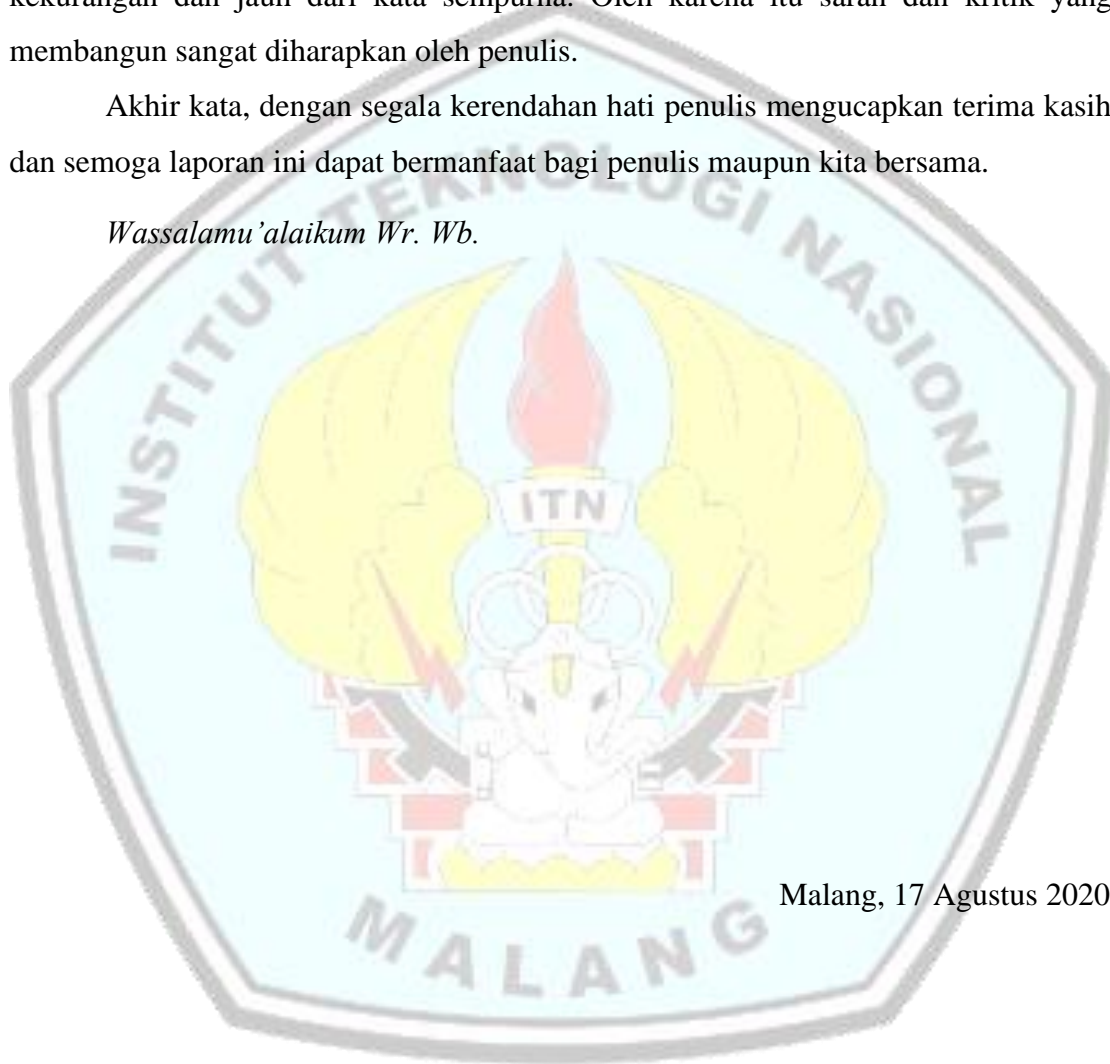 kekurangan dan jauh dari kata sempurna. Oleh karena itu saran dan kritik yang
membangun sangat diharapkan oleh penulis.
Akhir kata, dengan segala kerendahan hati penulis mengucapkan terima kasih
dan semoga laporan ini dapat bermanfaat bagi penulis maupun kita bersama.
Wassalamu’alaikum Wr. Wb.
INSTITUT TEKNOLOGI NASIONAL
ITN
Malang, 17 Agustus 2020
MALANG